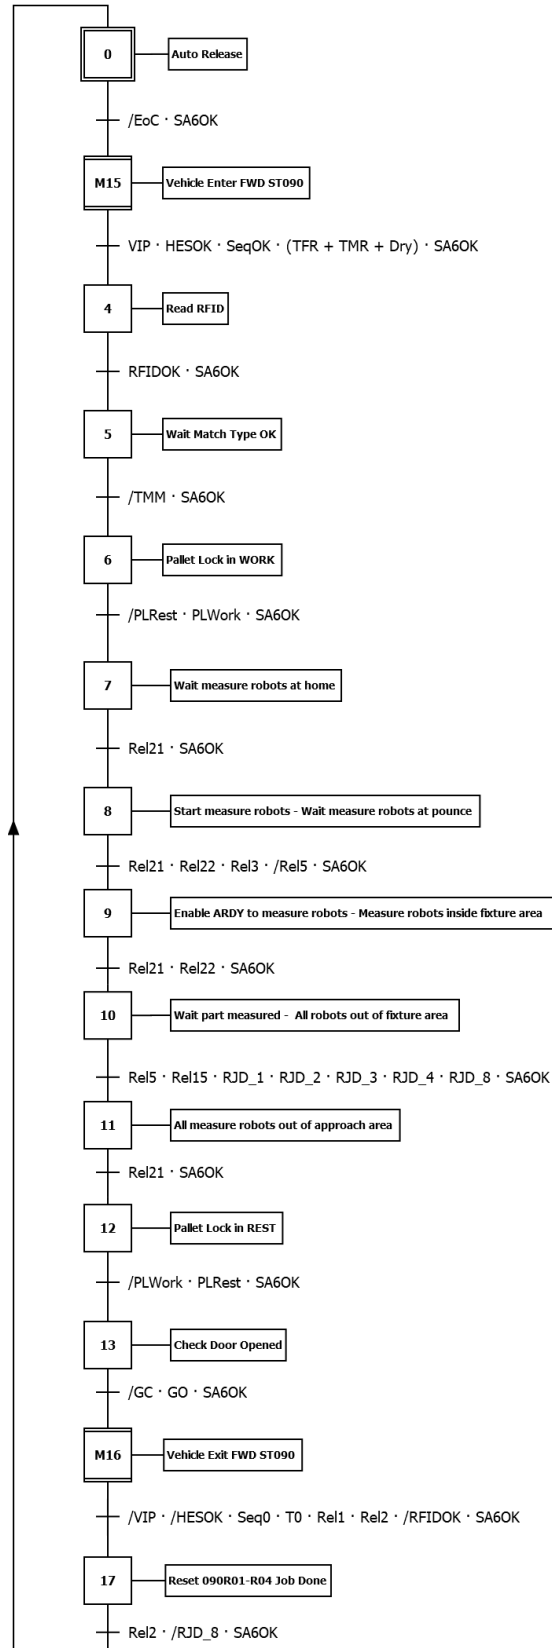 0
Auto Release
/EoC · SA6OK
M15
Vehicle Enter FWD ST090
VIP · HESOK · SeqOK · (TFR + TMR + Dry) · SA6OK
4
Read RFID
RFIDOK · SA6OK
5
Wait Match Type OK
/TMM · SA6OK
6
Pallet Lock in WORK
/PLRest · PLWork · SA6OK
7
Wait measure robots at home
Rel21 · SA6OK
8
Start measure robots - Wait measure robots at pounce
Rel21 · Rel22 · Rel3 · /Rel5 · SA6OK
9
Enable ARDY to measure robots - Measure robots inside fixture area
Rel21 · Rel22 · SA6OK
10
Wait part measured - All robots out of fixture area
Rel5 · Rel15 · RJD_1 · RJD_2 · RJD_3 · RJD_4 · RJD_8 · SA6OK
11
All measure robots out of approach area
Rel21 · SA6OK
12
Pallet Lock in REST
/PLWork · PLRest · SA6OK
13
Check Door Opened
/GC · GO · SA6OK
M16
Vehicle Exit FWD ST090
/VIP · /HESOK · Seq0 · T0 · Rel1 · Rel2 · /RFIDOK · SA6OK
17
Reset 090R01-R04 Job Done
Rel2 · /RJD_8 · SA6OK